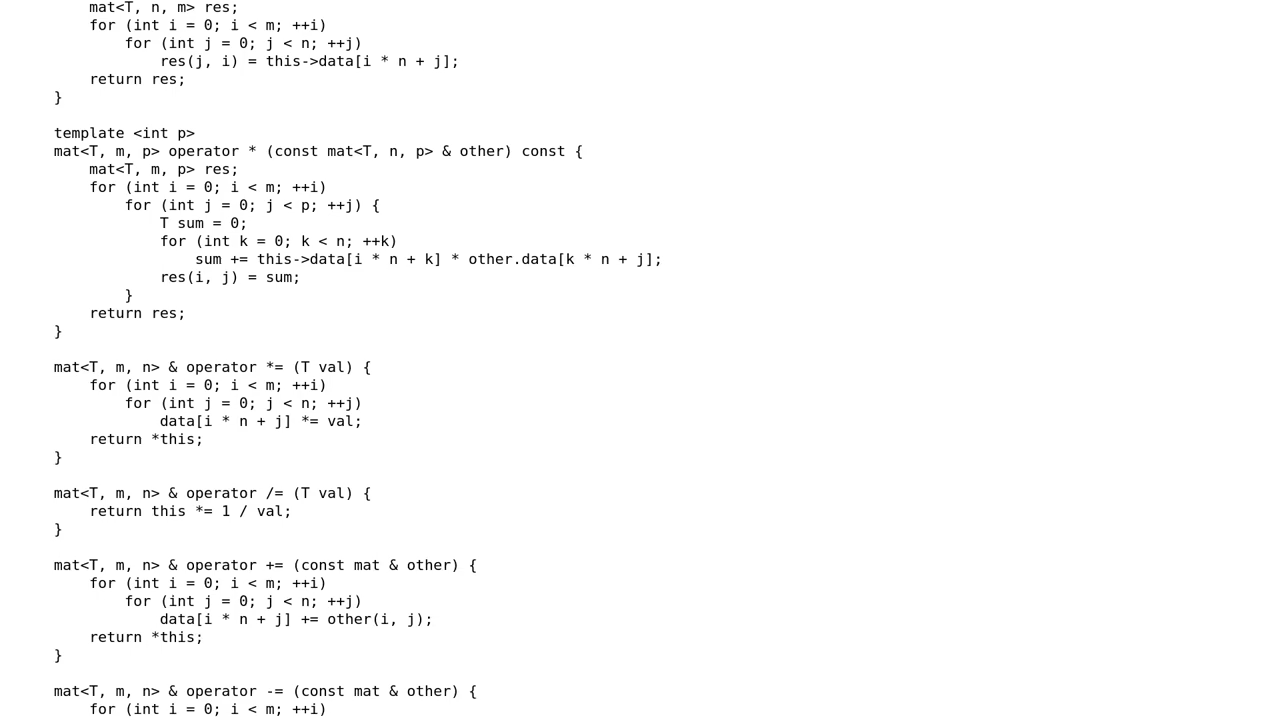 mat<T, n, m> res;
    for (int i = 0; i < m; ++i)
        for (int j = 0; j < n; ++j)
            res(j, i) = this->data[i * n + j];
    return res;
}

template <int p>
mat<T, m, p> operator * (const mat<T, n, p> & other) const {
    mat<T, m, p> res;
    for (int i = 0; i < m; ++i)
        for (int j = 0; j < p; ++j) {
            T sum = 0;
            for (int k = 0; k < n; ++k)
                sum += this->data[i * n + k] * other.data[k * n + j];
            res(i, j) = sum;
        }
    return res;
}

mat<T, m, n> & operator *= (T val) {
    for (int i = 0; i < m; ++i)
        for (int j = 0; j < n; ++j)
            data[i * n + j] *= val;
    return *this;
}

mat<T, m, n> & operator /= (T val) {
    return this *= 1 / val;
}

mat<T, m, n> & operator += (const mat & other) {
    for (int i = 0; i < m; ++i)
        for (int j = 0; j < n; ++j)
            data[i * n + j] += other(i, j);
    return *this;
}

mat<T, m, n> & operator -= (const mat & other) {
    for (int i = 0; i < m; ++i)